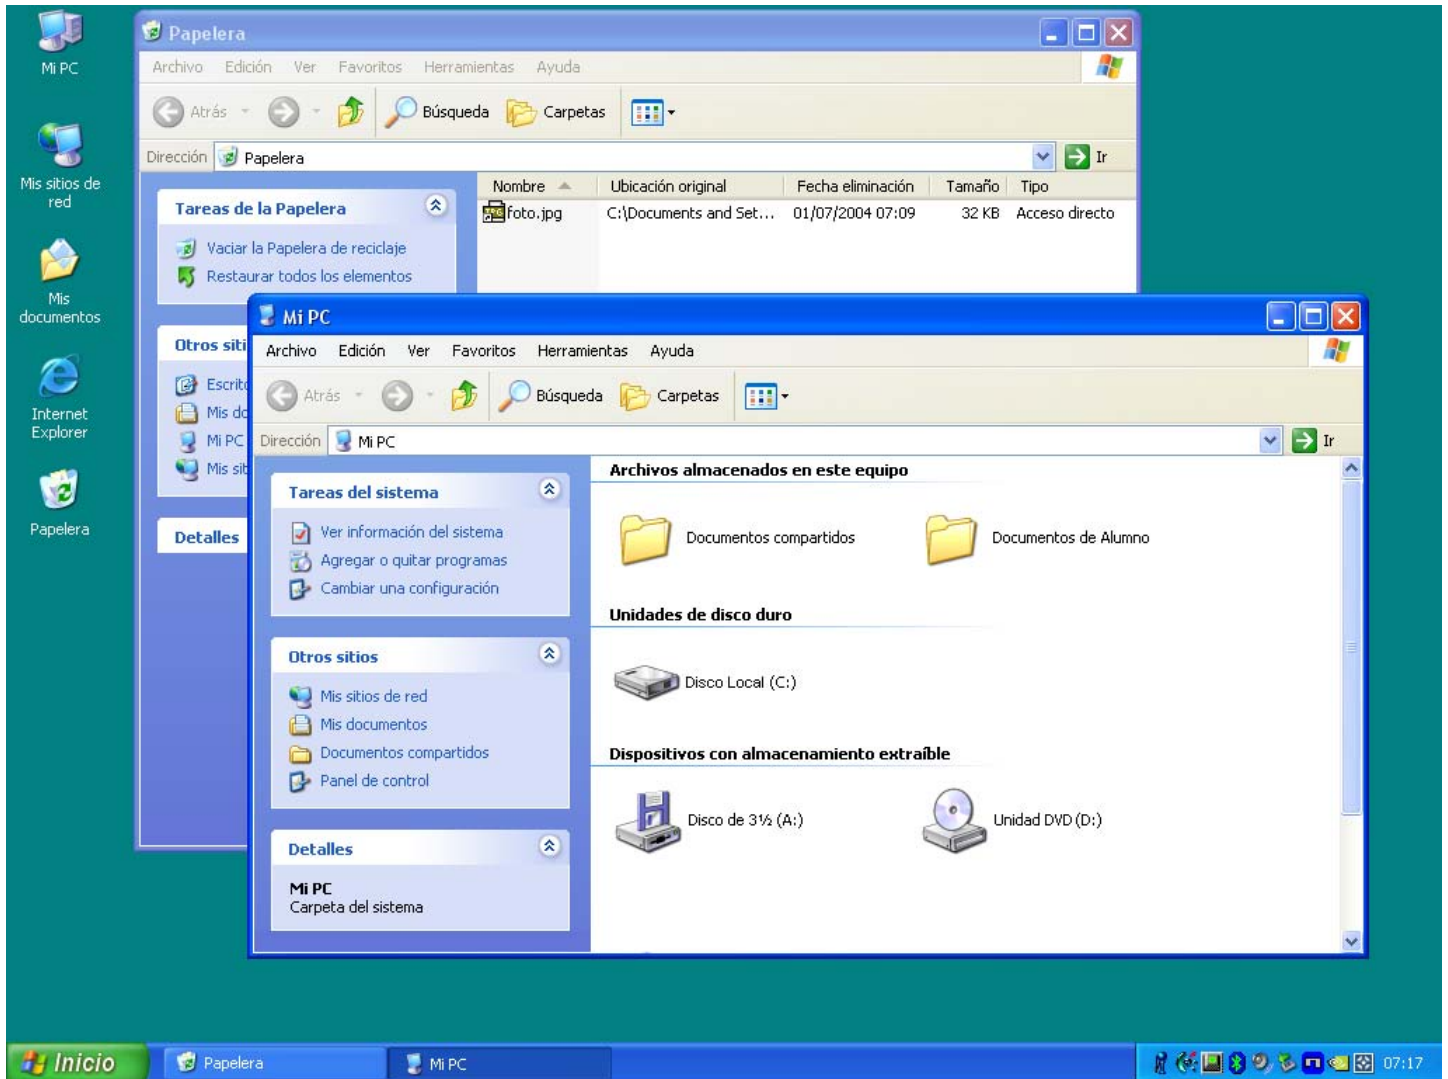 Mi PC
Mis sitios de
red
Mis
documentos
Internet
Explorer
Papelera
Papelera
Archivo Edición Ver Favoritos Herramientas Ayuda
Atrás Búsqueda Carpetas
Dirección Papelera Ir
Nombre Ubicación original Fecha eliminación Tamaño Tipo
foto.jpg C:\Documents and Set... 01/07/2004 07:09 32 KB Acceso directo
Tareas de la Papelera
Vaciar la Papelera de reciclaje
Restaurar todos los elementos
Otros siti
Escrito
Mis do
Mi PC
Mis sit
Detalles
Mi PC
Archivo Edición Ver Favoritos Herramientas Ayuda
Atrás Búsqueda Carpetas
Dirección Mi PC Ir
Tareas del sistema
Ver información del sistema
Agregar o quitar programas
Cambiar una configuración
Otros sitios
Mis sitios de red
Mis documentos
Documentos compartidos
Panel de control
Detalles
Mi PC
Carpeta del sistema
Archivos almacenados en este equipo
Documentos compartidos Documentos de Alumno
Unidades de disco duro
Disco Local (C:)
Dispositivos con almacenamiento extraíble
Disco de 3½ (A:) Unidad DVD (D:)
Inicio Papelera Mi PC 07:17